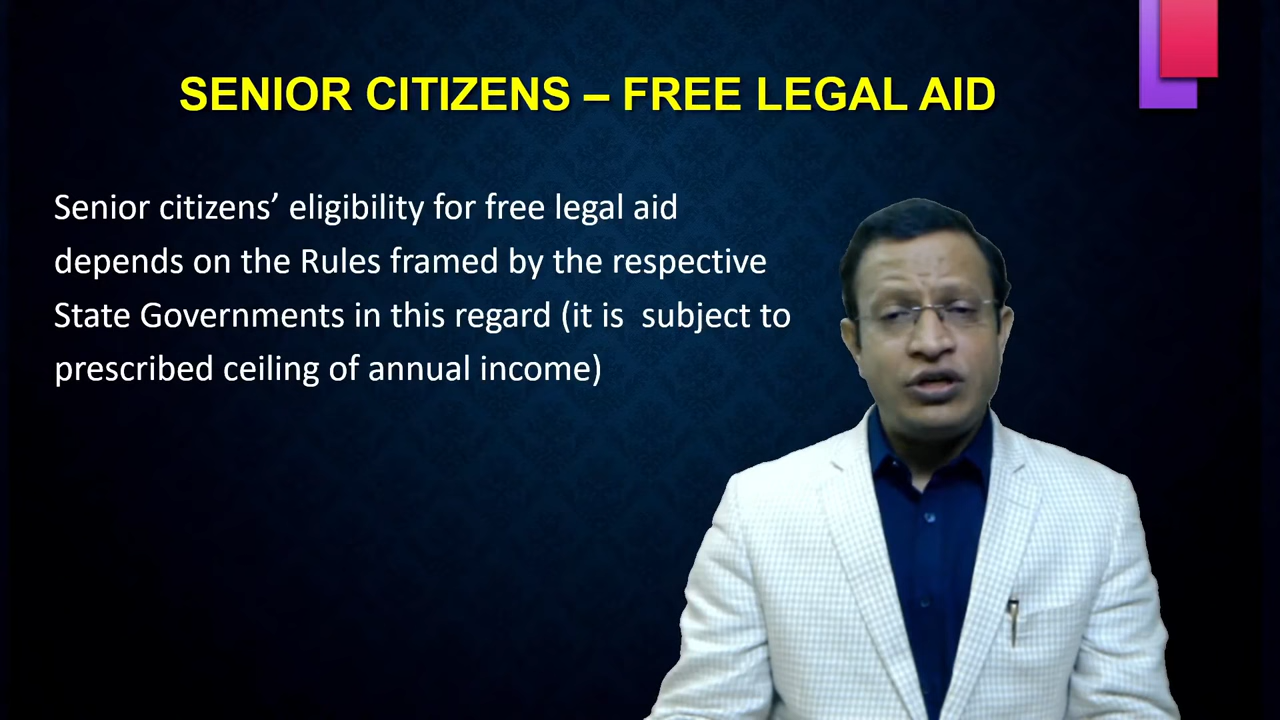 SENIOR CITIZENS – FREE LEGAL AID
Senior citizens’ eligibility for free legal aid
depends on the Rules framed by the respective
State Governments in this regard (it is  subject to
prescribed ceiling of annual income)